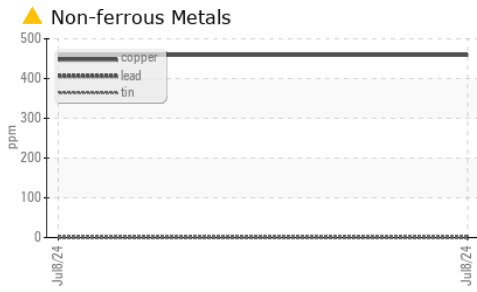 Non-ferrous Metals
500
400
300
200
100
0
ppm
copper
lead
tin
Jul8/24
Jul8/24